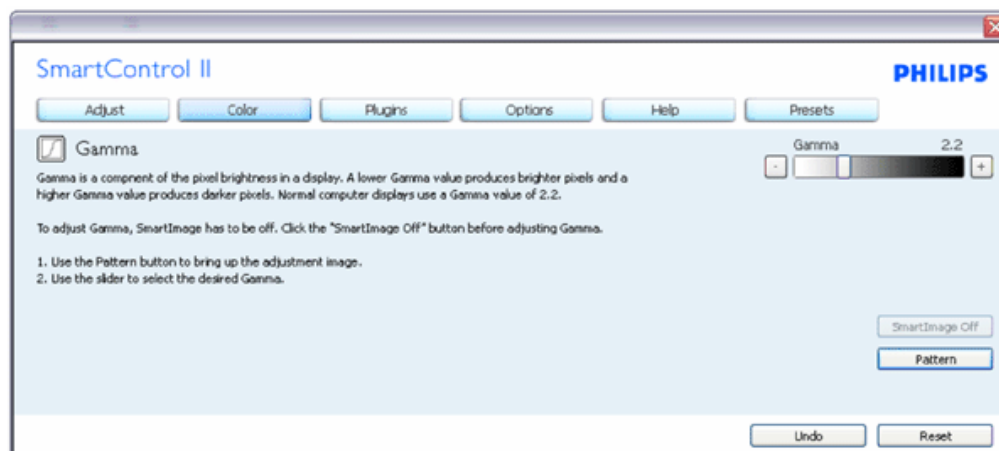 SmartControl II
PHILIPS
Adjust Color Plugins Options Help Presets
Gamma
Gamma 2.2
- +
Gamma is a compnent of the pixel brightness in a display. A lower Gamma value produces brighter pixels and a
higher Gamma value produces darker pixels. Normal computer displays use a Gamma value of 2.2.
To adjust Gamma, SmartImage has to be off. Click the "SmartImage Off" button before adjusting Gamma.
1. Use the Pattern button to bring up the adjustment image.
2. Use the slider to select the desired Gamma.
SmartImage Off
Pattern
Undo Reset